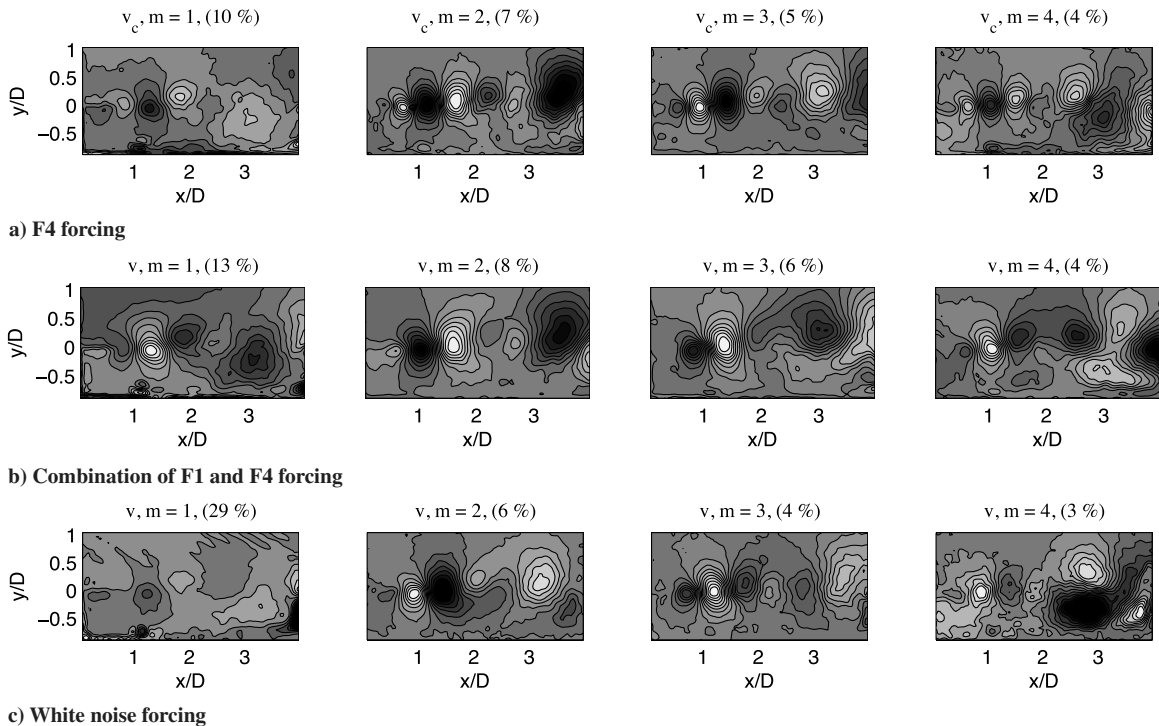 v_c, m = 1, (10 %)
v_c, m = 2, (7 %)
v_c, m = 3, (5 %)
v_c, m = 4, (4 %)
y/D
1
0.5
0
−0.5
1 2 3
x/D
1 2 3
x/D
1 2 3
x/D
1 2 3
x/D
a) F4 forcing
v, m = 1, (13 %)
v, m = 2, (8 %)
v, m = 3, (6 %)
v, m = 4, (4 %)
y/D
1
0.5
0
−0.5
1 2 3
x/D
1 2 3
x/D
1 2 3
x/D
1 2 3
x/D
b) Combination of F1 and F4 forcing
v, m = 1, (29 %)
v, m = 2, (6 %)
v, m = 3, (4 %)
v, m = 4, (3 %)
y/D
1
0.5
0
−0.5
1 2 3
x/D
1 2 3
x/D
1 2 3
x/D
1 2 3
x/D
c) White noise forcing